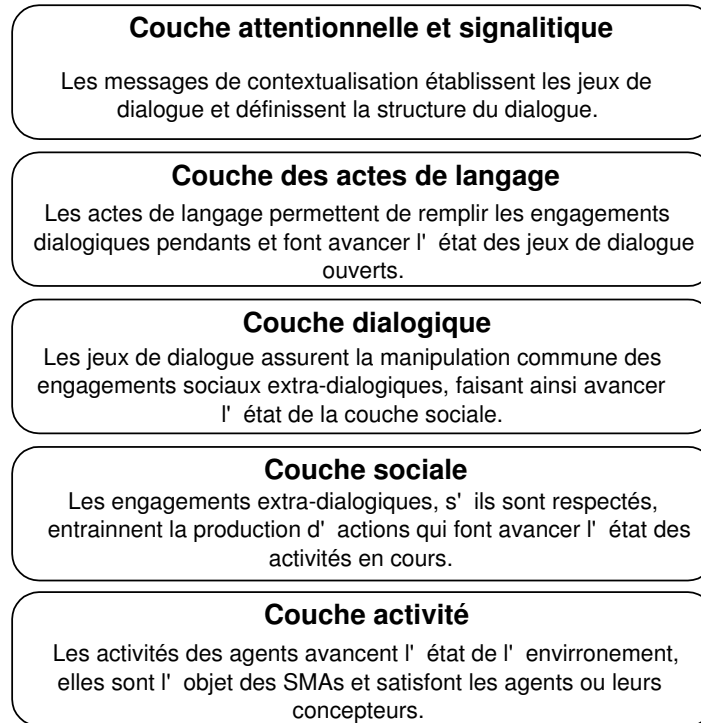 Couche attentionnelle et signalitique
Les messages de contextualisation établissent les jeux de
dialogue et définissent la structure du dialogue.
Couche des actes de langage
Les actes de langage permettent de remplir les engagements
dialogiques pendants et font avancer l' état des jeux de dialogue
ouverts.
Couche dialogique
Les jeux de dialogue assurent la manipulation commune des
engagements sociaux extra-dialogiques, faisant ainsi avancer
l' état de la couche sociale.
Couche sociale
Les engagements extra-dialogiques, s' ils sont respectés,
entrainnent la production d' actions qui font avancer l' état des
activités en cours.
Couche activité
Les activités des agents avancent l' état de l' envirronement,
elles sont l' objet des SMAs et satisfont les agents ou leurs
concepteurs.